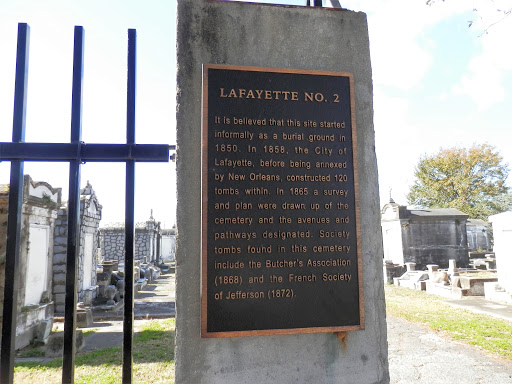 LAFAYETTE NO. 2
It is believed that this site started
informally as a burial ground in
1850. In 1858, the City of
Lafayette, before being annexed
by New Orleans, constructed 120
tombs within. In 1865 a survey
and plan were drawn up of the
cemetery and the avenues and
pathways designated. Society
tombs found in this cemetery
include the Butcher's Association
(1868) and the French Society
of Jefferson (1872).